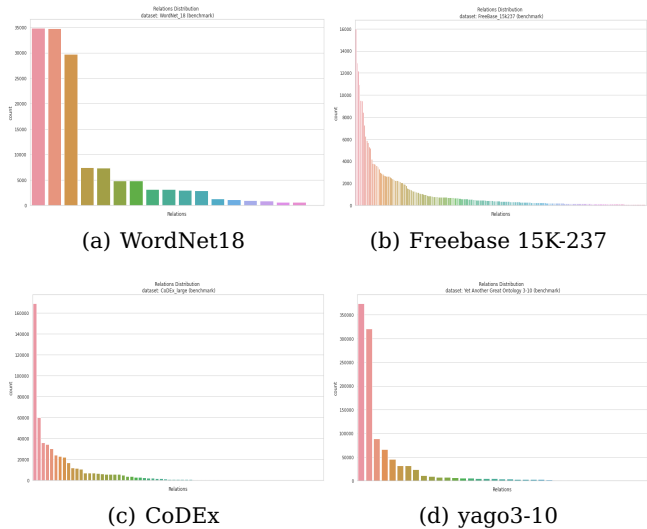 Relations Distribution
dataset: WordNet_18 (benchmark)
35000
30000
25000
20000
15000
10000
5000
0
count
Relations
(a) WordNet18
Relations Distribution
dataset: FreeBase_15k237 (benchmark)
16000
14000
12000
10000
8000
6000
4000
2000
0
count
Relations
(b) Freebase 15K-237
Relations Distribution
dataset: CoDEx_large (benchmark)
160000
140000
120000
100000
80000
60000
40000
20000
0
count
Relations
(c) CoDEx
Relations Distribution
dataset: Yet Another Great Ontology 3-10 (benchmark)
350000
300000
250000
200000
150000
100000
50000
0
count
Relations
(d) yago3-10